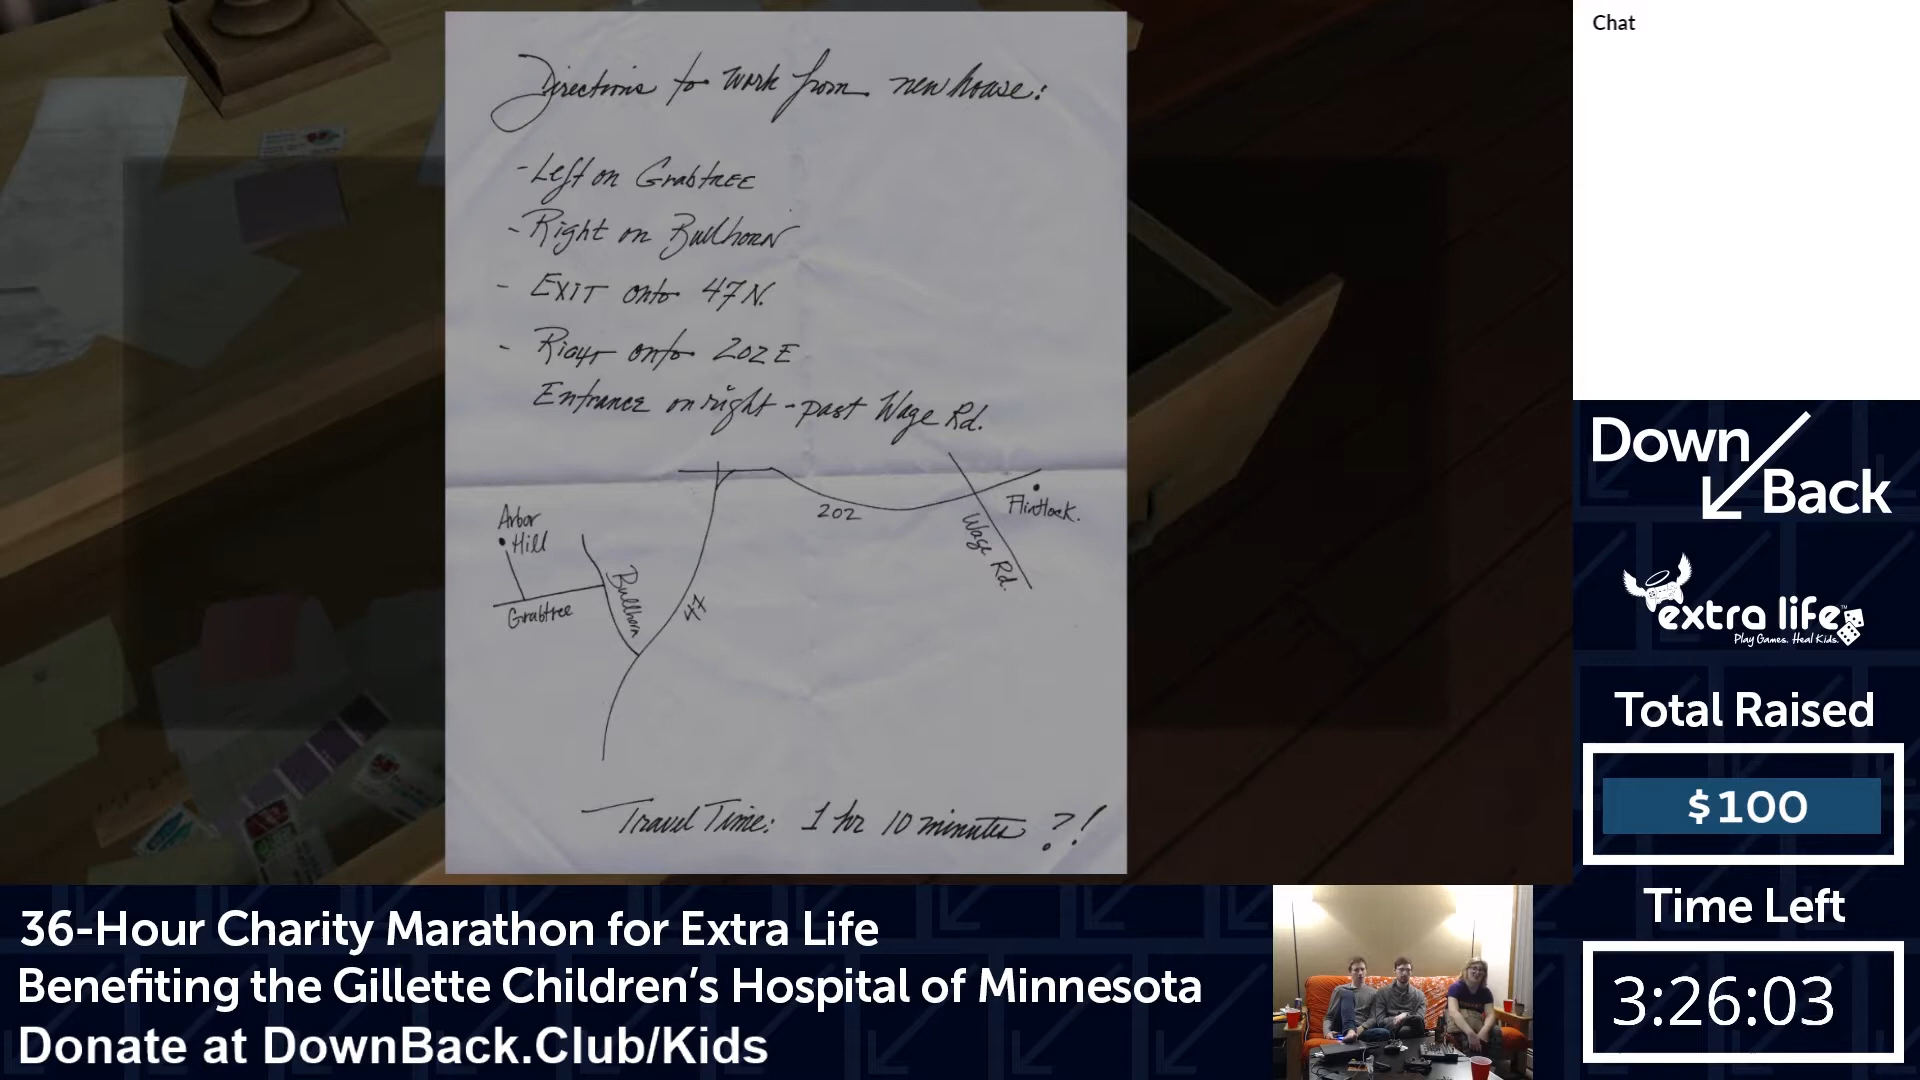 Directions to work from new house:
- Left on Grabtree
- Right on Bullhorn
- Exit onto 47 N.
- Right onto 202 E
Entrance on right - past Wage Rd.
Arbor
Hill
Grabtree
Bullhorn
47
202
Wage Rd.
Flintlock.
Travel Time: 1 hr 10 minutes ?!
Chat
Down
Back
extra life
Play Games. Heal Kids.
Total Raised
$100
Time Left
3:26:03
36-Hour Charity Marathon for Extra Life
Benefiting the Gillette Children's Hospital of Minnesota
Donate at DownBack.Club/Kids